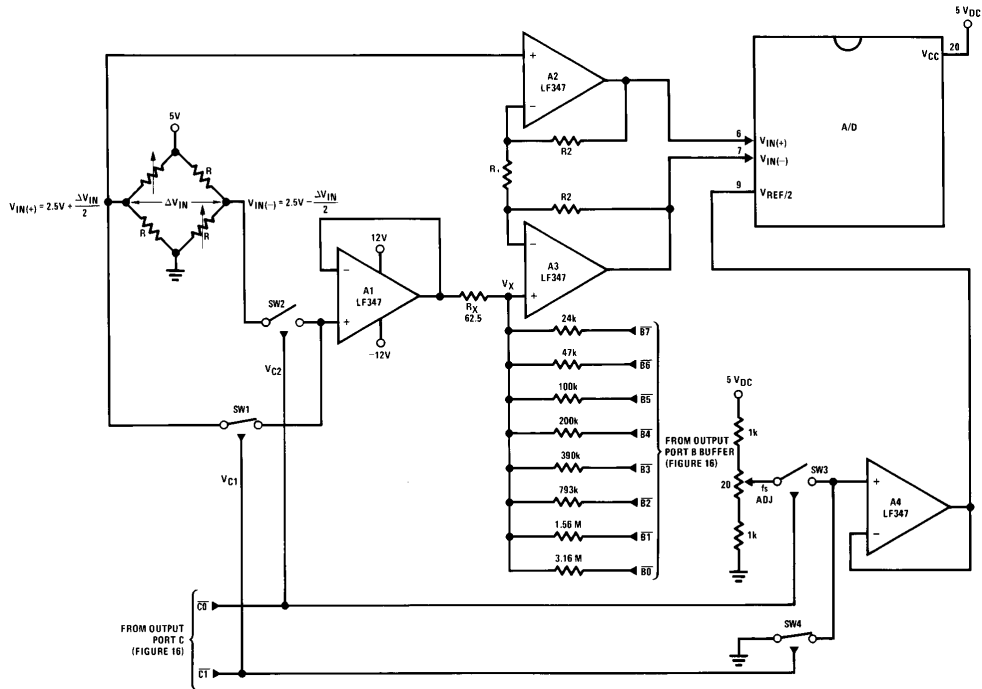 5 VDC
20
VCC
A/D
6
VIN(+)
7
VIN(−)
9
VREF/2
+
A2
LF347
−
R2
R1
R2
−
A3
LF347
+
5V
R
R
R
ΔVIN
VIN(+) = 2.5V + ΔVIN/2
VIN(−) = 2.5V − ΔVIN/2
12V
−
A1
LF347
+
−12V
SW2
VC2
SW1
VC1
RX
62.5
VX
24k
B7
47k
B6
100k
B5
200k
B4
390k
B3
793k
B2
1.56 M
B1
3.16 M
B0
FROM OUTPUT
PORT B BUFFER
(FIGURE 16)
5 VDC
1k
20
fs
ADJ
1k
SW3
+
A4
LF347
−
SW4
FROM OUTPUT
PORT C
(FIGURE 16)
C0
C1